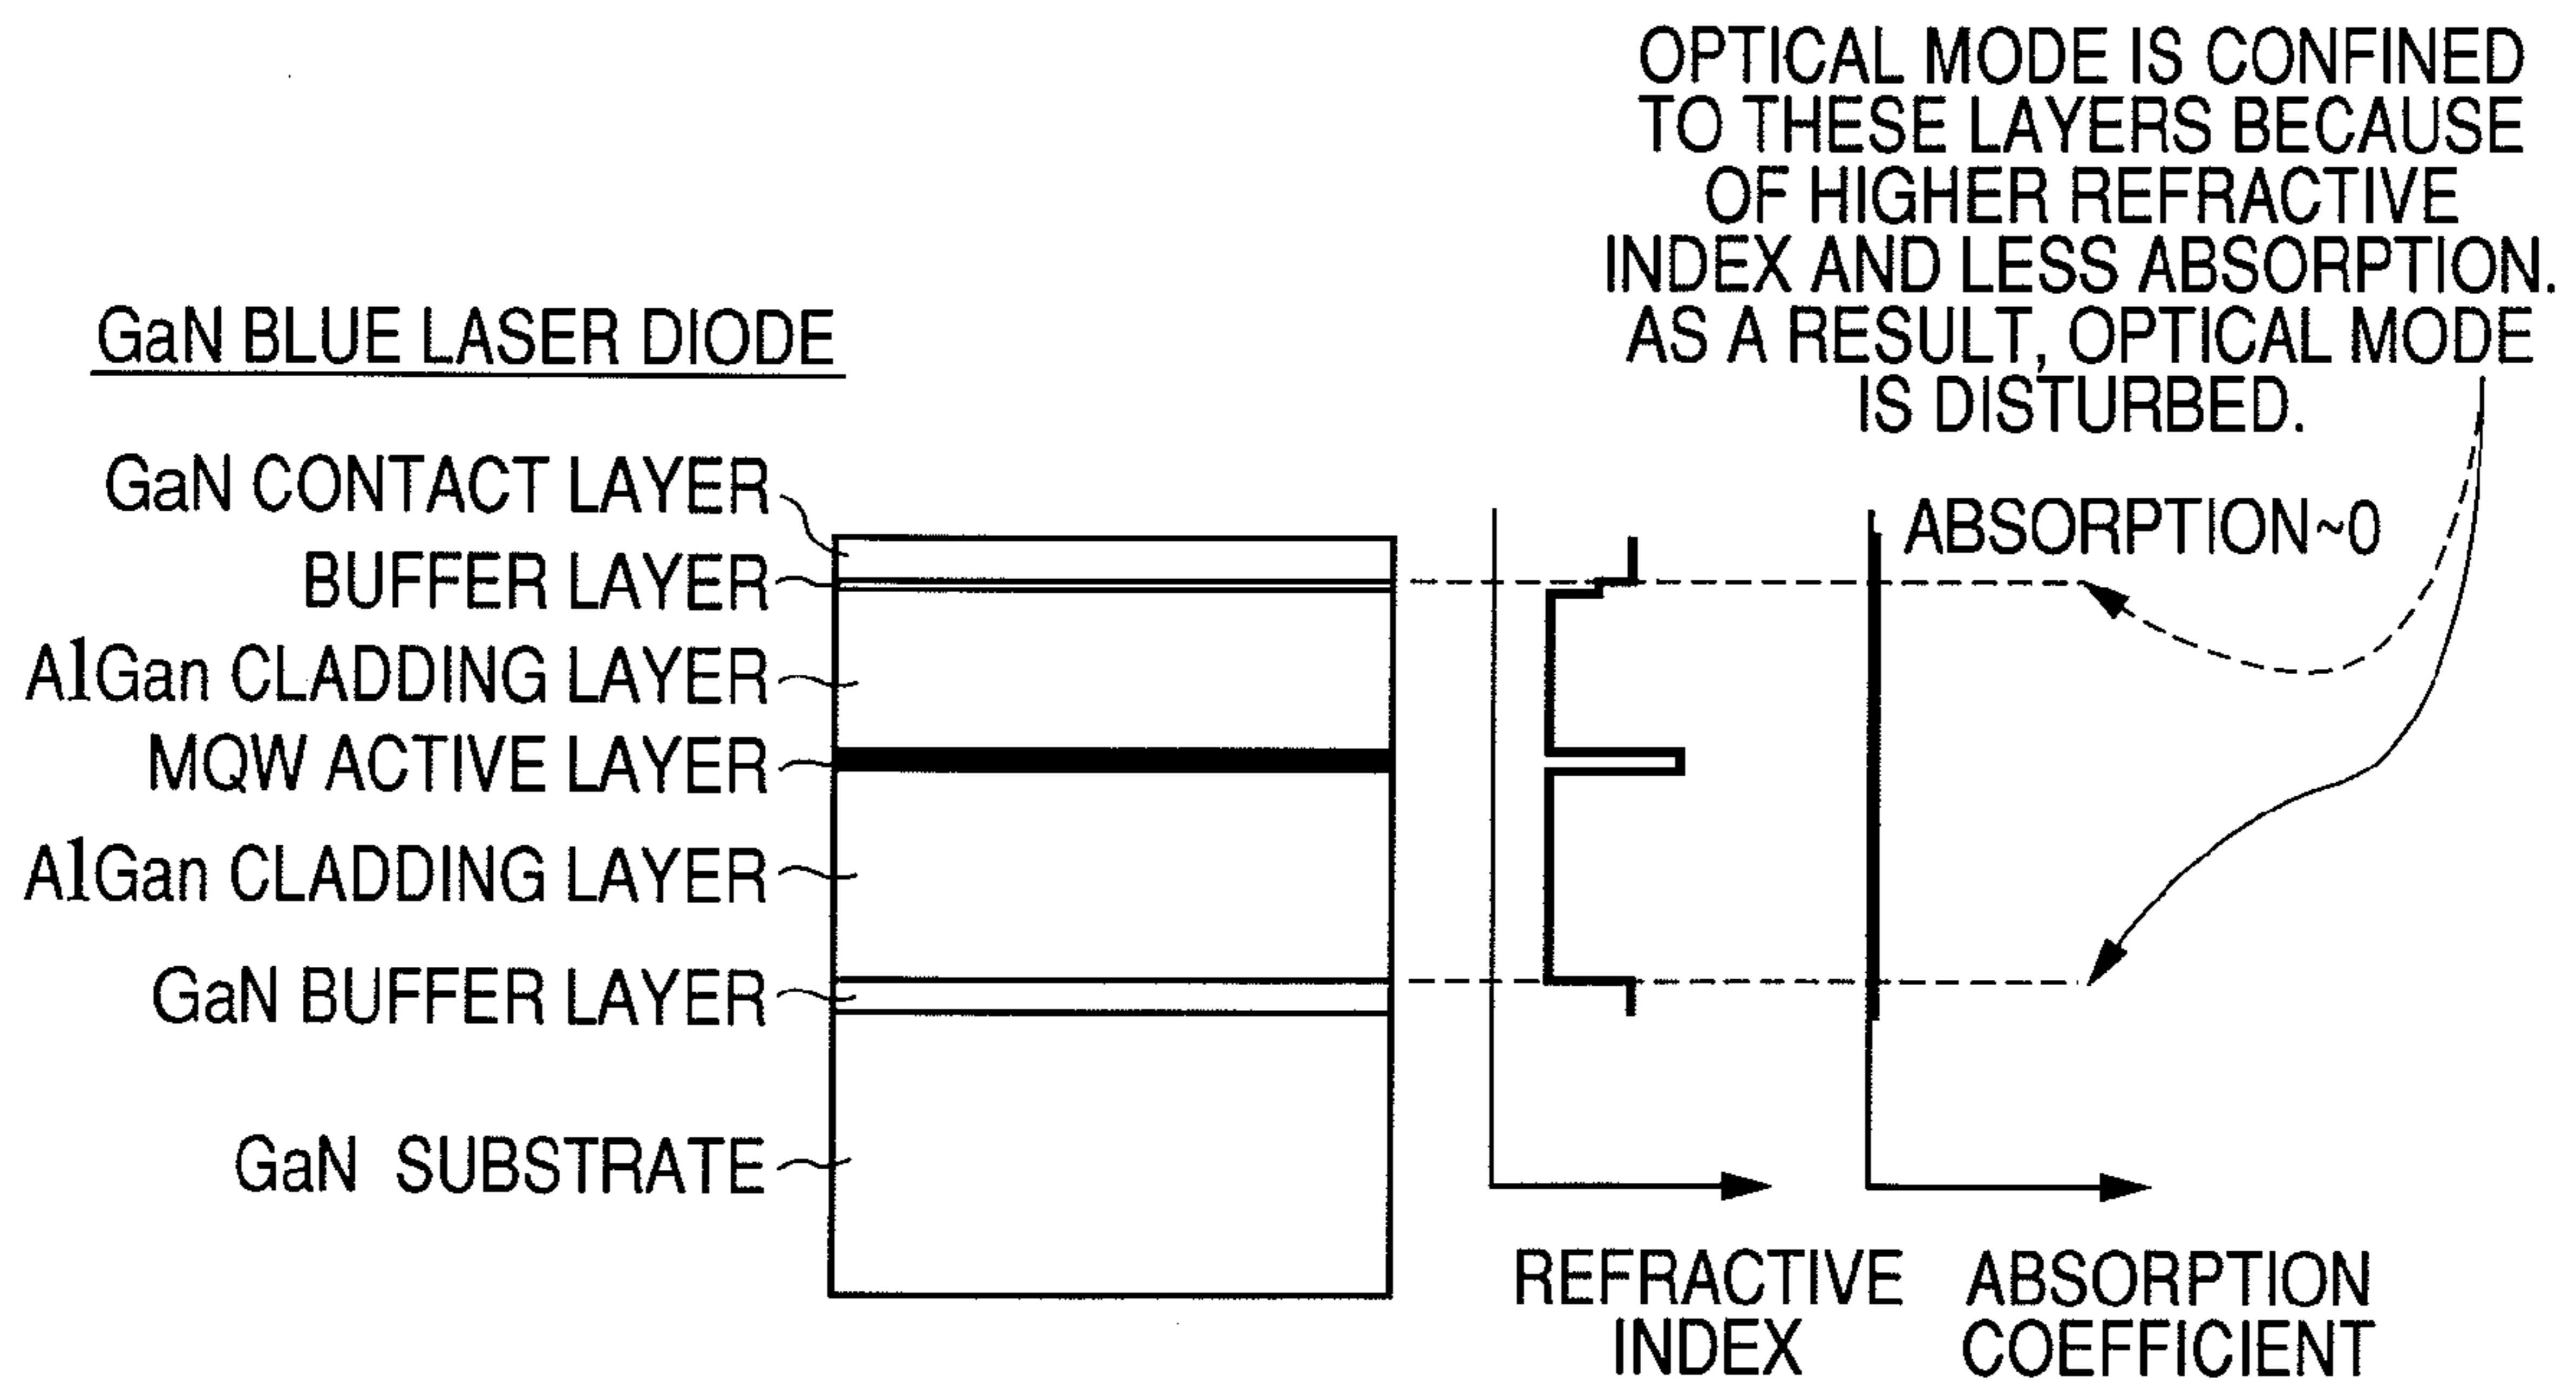 OPTICAL MODE IS CONFINED
TO THESE LAYERS BECAUSE
OF HIGHER REFRACTIVE
INDEX AND LESS ABSORPTION.
AS A RESULT, OPTICAL MODE
IS DISTURBED.
GaN BLUE LASER DIODE
GaN CONTACT LAYER
BUFFER LAYER
AlGan CLADDING LAYER
MQW ACTIVE LAYER
AlGan CLADDING LAYER
GaN BUFFER LAYER
GaN SUBSTRATE
ABSORPTION~0
REFRACTIVE
INDEX
ABSORPTION
COEFFICIENT